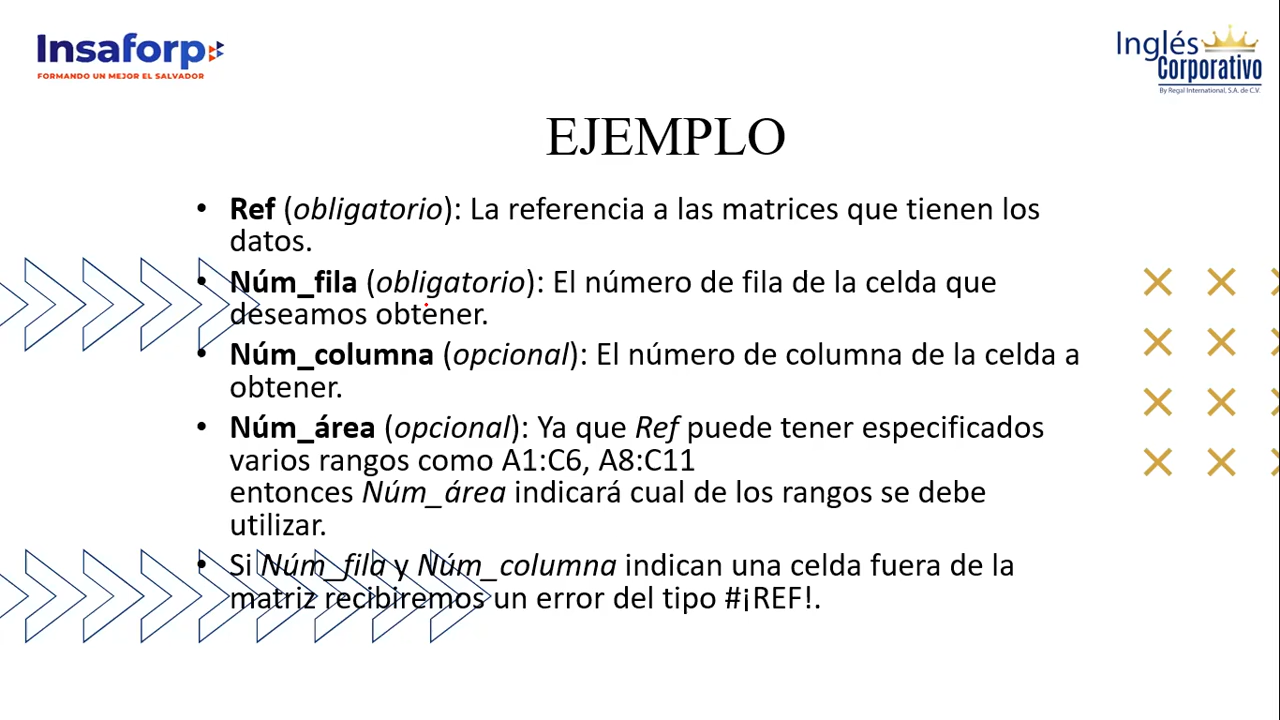 Insaforp
FORMANDO UN MEJOR EL SALVADOR
Inglés
Corporativo
By Regal International, S.A. de C.V.
EJEMPLO
• Ref (obligatorio): La referencia a las matrices que tienen los
datos.
• Núm_fila (obligatorio): El número de fila de la celda que
deseamos obtener.
• Núm_columna (opcional): El número de columna de la celda a
obtener.
• Núm_área (opcional): Ya que Ref puede tener especificados
varios rangos como A1:C6, A8:C11
entonces Núm_área indicará cual de los rangos se debe
utilizar.
• Si Núm_fila y Núm_columna indican una celda fuera de la
matriz recibiremos un error del tipo #¡REF!.